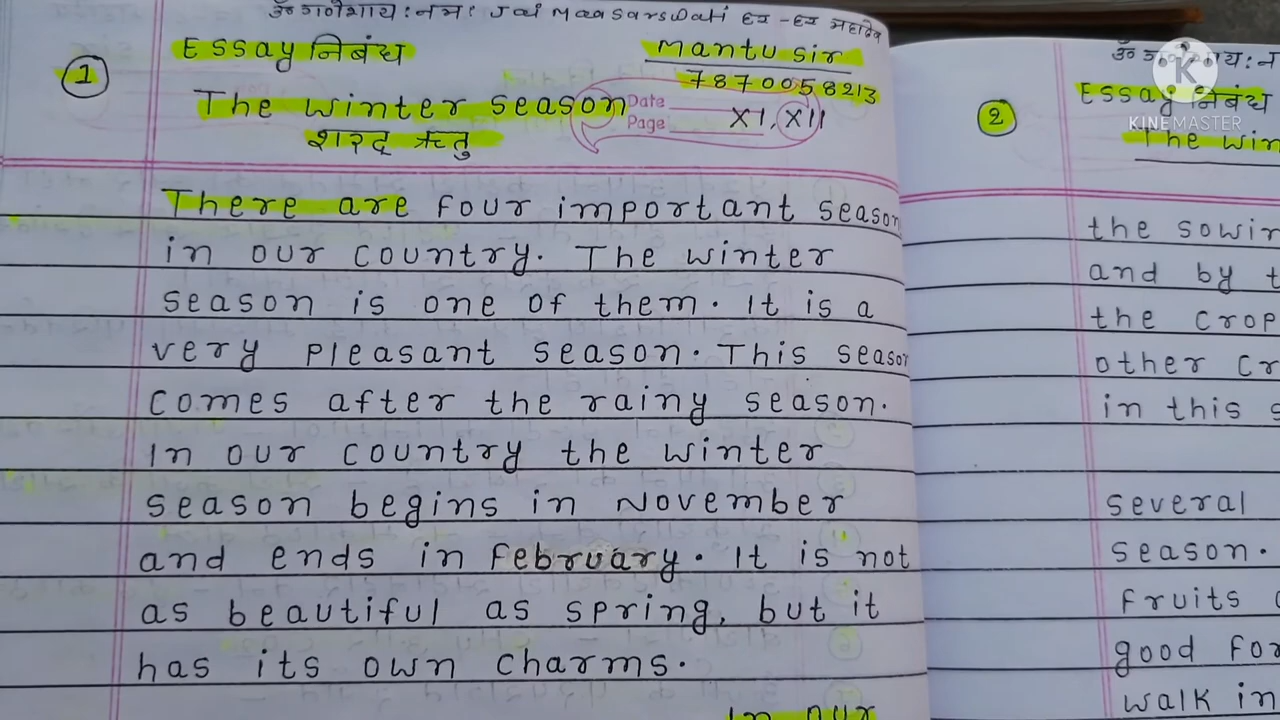 ॐ गणेशाय: नम: Jai Maa Sarswati हर-हर महादेव
1
Essay निबंध
Mantu sir
7870058213
The winter season
शरद ऋतु
Date
Page
XI, XII
There are four important season
in our country. The winter
season is one of them. It is a
very pleasant season. This season
comes after the rainy season.
In our country the winter
season begins in November
and ends in February. It is not
as beautiful as spring, but it
has its own charms.
In our
ॐ गणेशाय: न
2
Essay निबंध
The win
the sowin
and by t
the crop
other cr
in this s
several
season.
fruits
good for
walk in
K
KINEMASTER